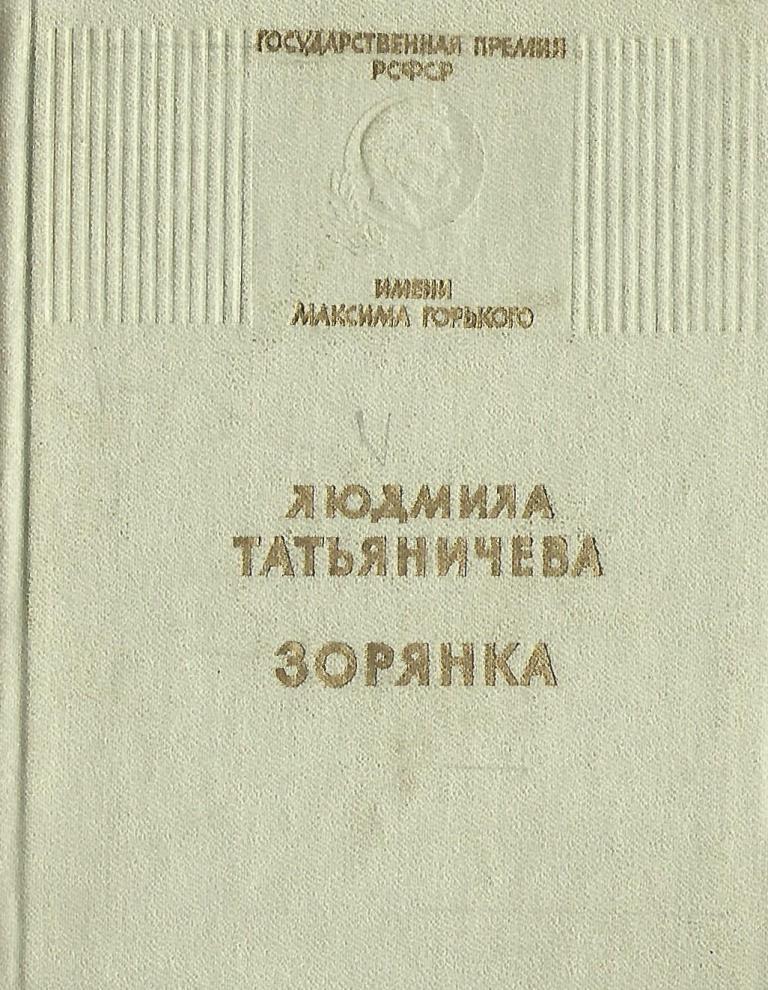 ГОСУДАРСТВЕННАЯ ПРЕМИЯ
РСФСР
ИМЕНИ
МАКСИМА ГОРЬКОГО
ЛЮДМИЛА
ТАТЬЯНИЧЕВА
ЗОРЯНКА